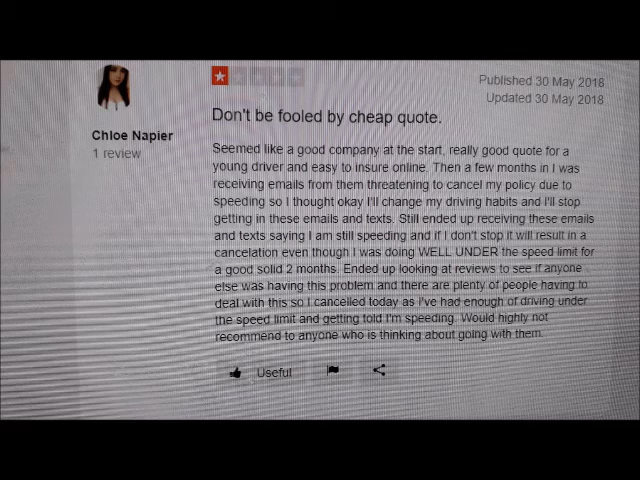 Published 30 May 2018
Updated 30 May 2018
Don't be fooled by cheap quote.
Chloe Napier
1 review
Seemed like a good company at the start, really good quote for a
young driver and easy to insure online. Then a few months in I was
receiving emails from them threatening to cancel my policy due to
speeding so I thought okay I'll change my driving habits and I'll stop
getting in these emails and texts. Still ended up receiving these emails
and texts saying I am still speeding and if I don't stop it will result in a
cancelation even though I was doing WELL UNDER the speed limit for
a good solid 2 months. Ended up looking at reviews to see if anyone
else was having this problem and there are plenty of people having to
deal with this so I cancelled today as I've had enough of driving under
the speed limit and getting told I'm speeding. Would highly not
recommend to anyone who is thinking about going with them.
Useful